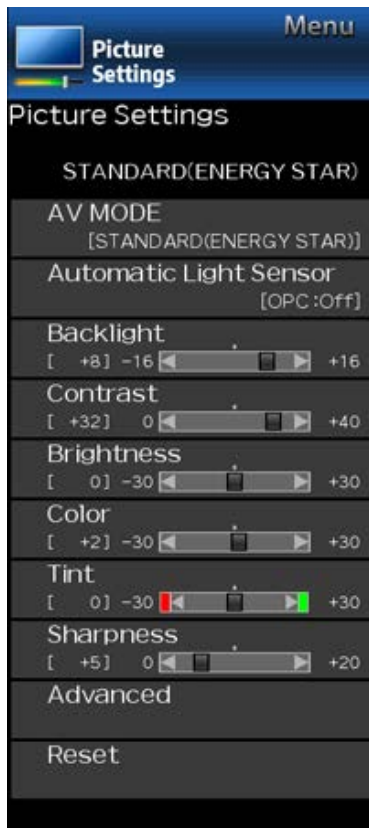 Menu
Picture
Settings
Picture Settings
STANDARD(ENERGY STAR)
AV MODE
[STANDARD(ENERGY STAR)]
Automatic Light Sensor
[OPC:Off]
Backlight
[ +8] -16 +16
Contrast
[ +32] 0 +40
Brightness
[ 0] -30 +30
Color
[ +2] -30 +30
Tint
[ 0] -30 +30
Sharpness
[ +5] 0 +20
Advanced
Reset